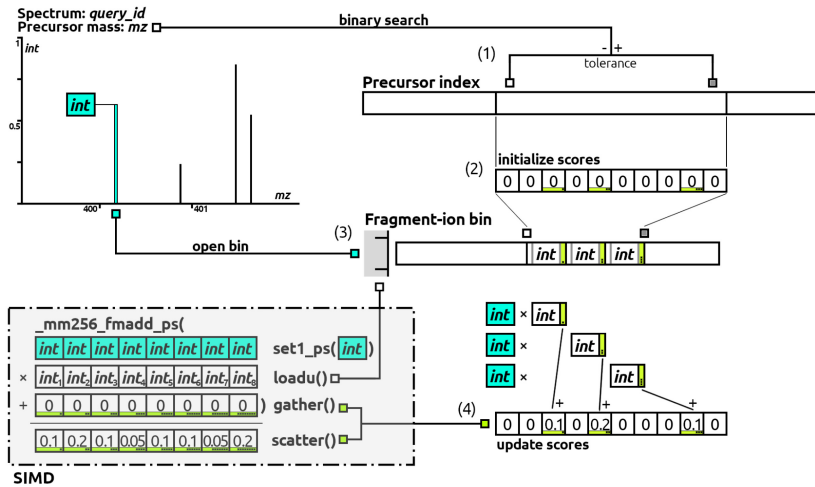 Spectrum: query_id
Precursor mass: mz
binary search
1
int
(1)
- +
tolerance
Precursor index
int
0.5
initialize scores
(2)
0 0 0 0 0 0 0 0 0 0
mz
400
401
Fragment-ion bin
(3)
open bin
int int int
_mm256_fmadd_ps(
int int int int int int int int set1_ps( int )
× int1 int2 int3 int4 int5 int6 int7 int8 loadu()
+ 0 0 0 0 0 0 0 0 ) gather()
0.1 0.2 0.1 0.05 0.1 0.1 0.05 0.2 scatter()
SIMD
int × int
int × int
int × int
+ + +
(4)
0 0 0.1 0 0.2 0 0 0 0.1 0
update scores